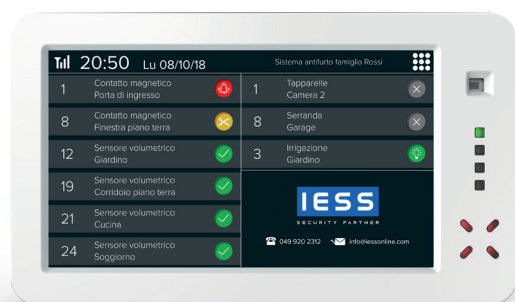 20:50 Lu 08/10/18
Sistema antifurto famiglia Rossi
1 Contatto magnetico
Porta di ingresso
8 Contatto magnetico
Finestra piano terra
12 Sensore volumetrico
Giardino
19 Sensore volumetrico
Corridoio piano terra
21 Sensore volumetrico
Cucina
24 Sensore volumetrico
Soggiorno
1 Tapparelle
Camera 2
8 Serranda
Garage
3 Irrigazione
Giardino
IESS
SECURITY PARTNER
049 920 2312 info@iessonline.com